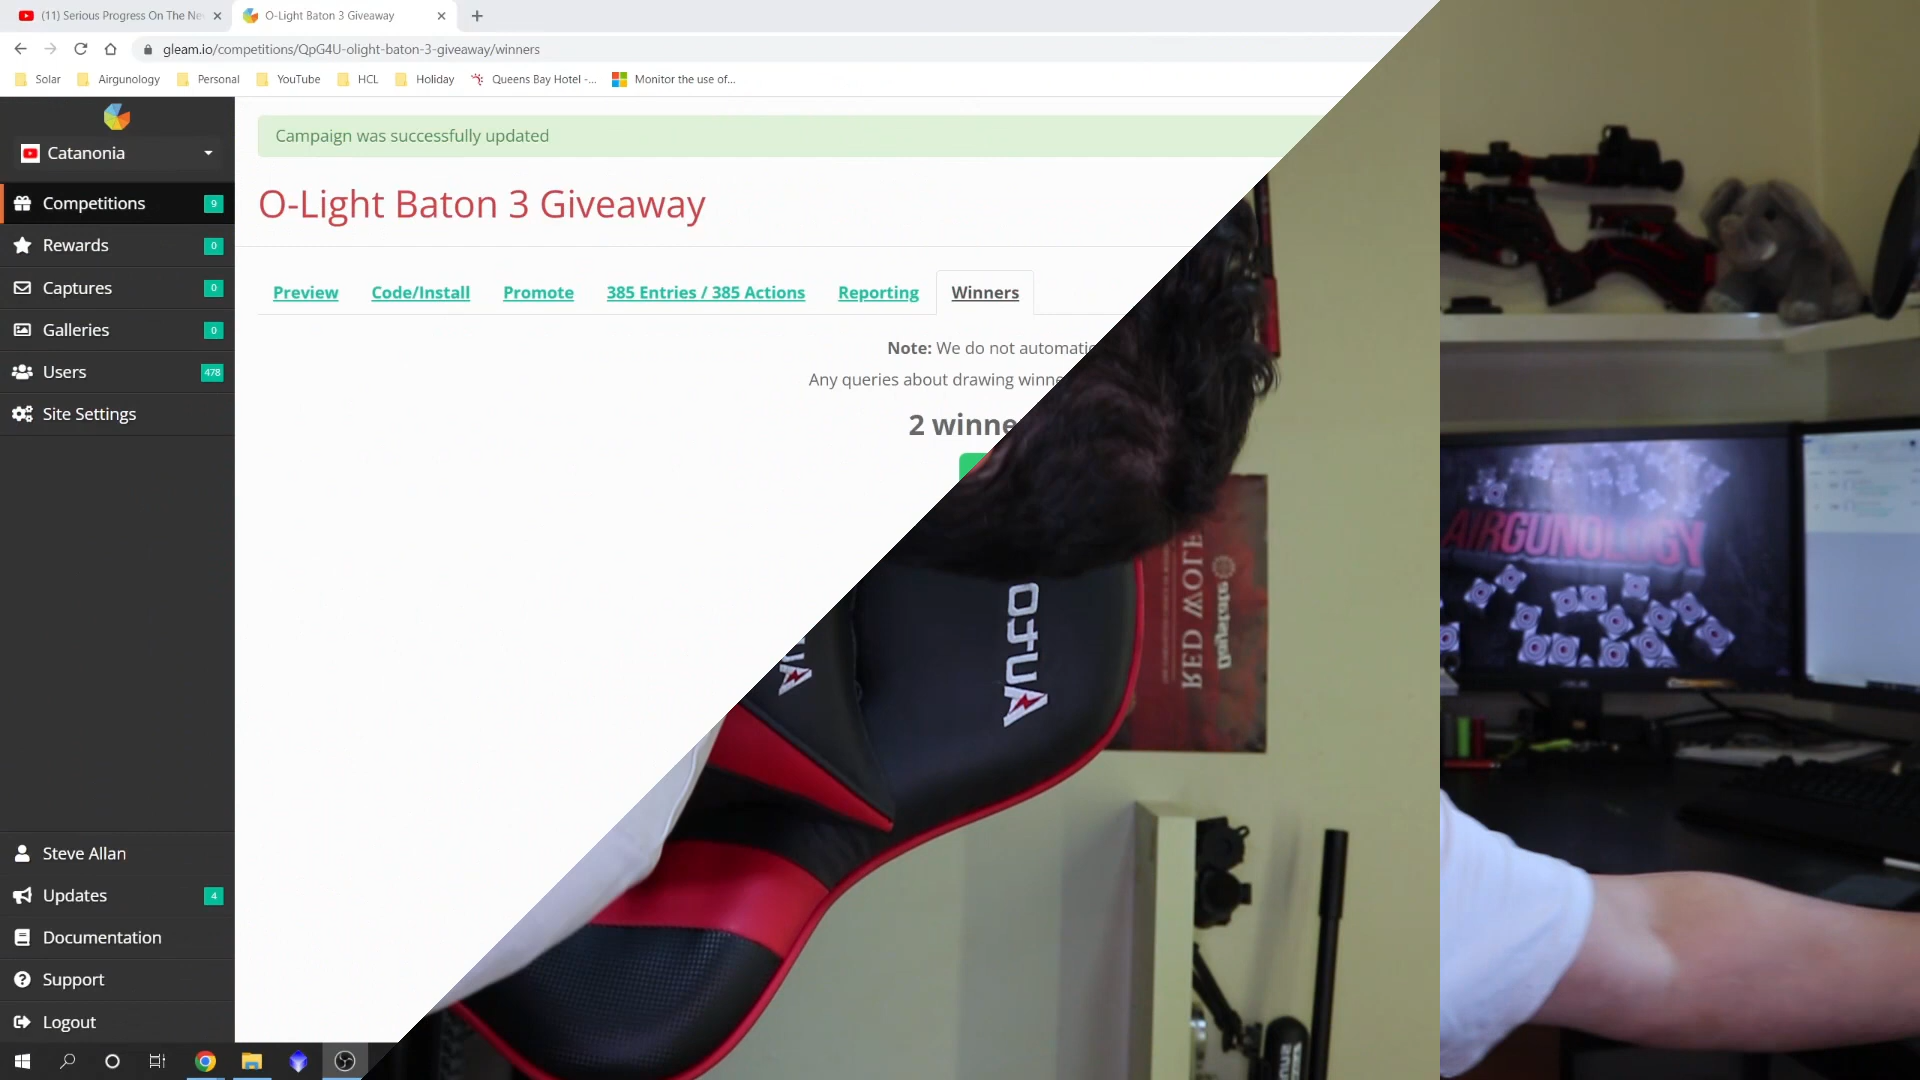 (11) Serious Progress On The Ne
O-Light Baton 3 Giveaway
gleam.io/competitions/QpG4U-olight-baton-3-giveaway/winners
Solar
Airgunology
Personal
YouTube
HCL
Holiday
Queens Bay Hotel -...
Monitor the use of...
Catanonia
Competitions 9
Rewards 0
Captures 0
Galleries 0
Users 478
Site Settings
Steve Allan
Updates 4
Documentation
Support
Logout
Campaign was successfully updated
O-Light Baton 3 Giveaway
Preview
Code/Install
Promote
385 Entries / 385 Actions
Reporting
Winners
Note: We do not automatic
Any queries about drawing winne
2 winne
RED WOLF
Daystate
AIRGUNOLOGY